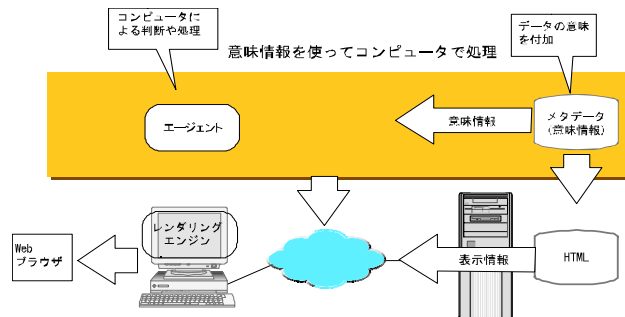 コンピュータに
よる判断や処理
データの意味
を付加
意味情報を使ってコンピュータで処理
エージェント
意味情報
メタデータ
(意味情報)
レンダリング
エンジン
Web
ブラウザ
表示情報
HTML